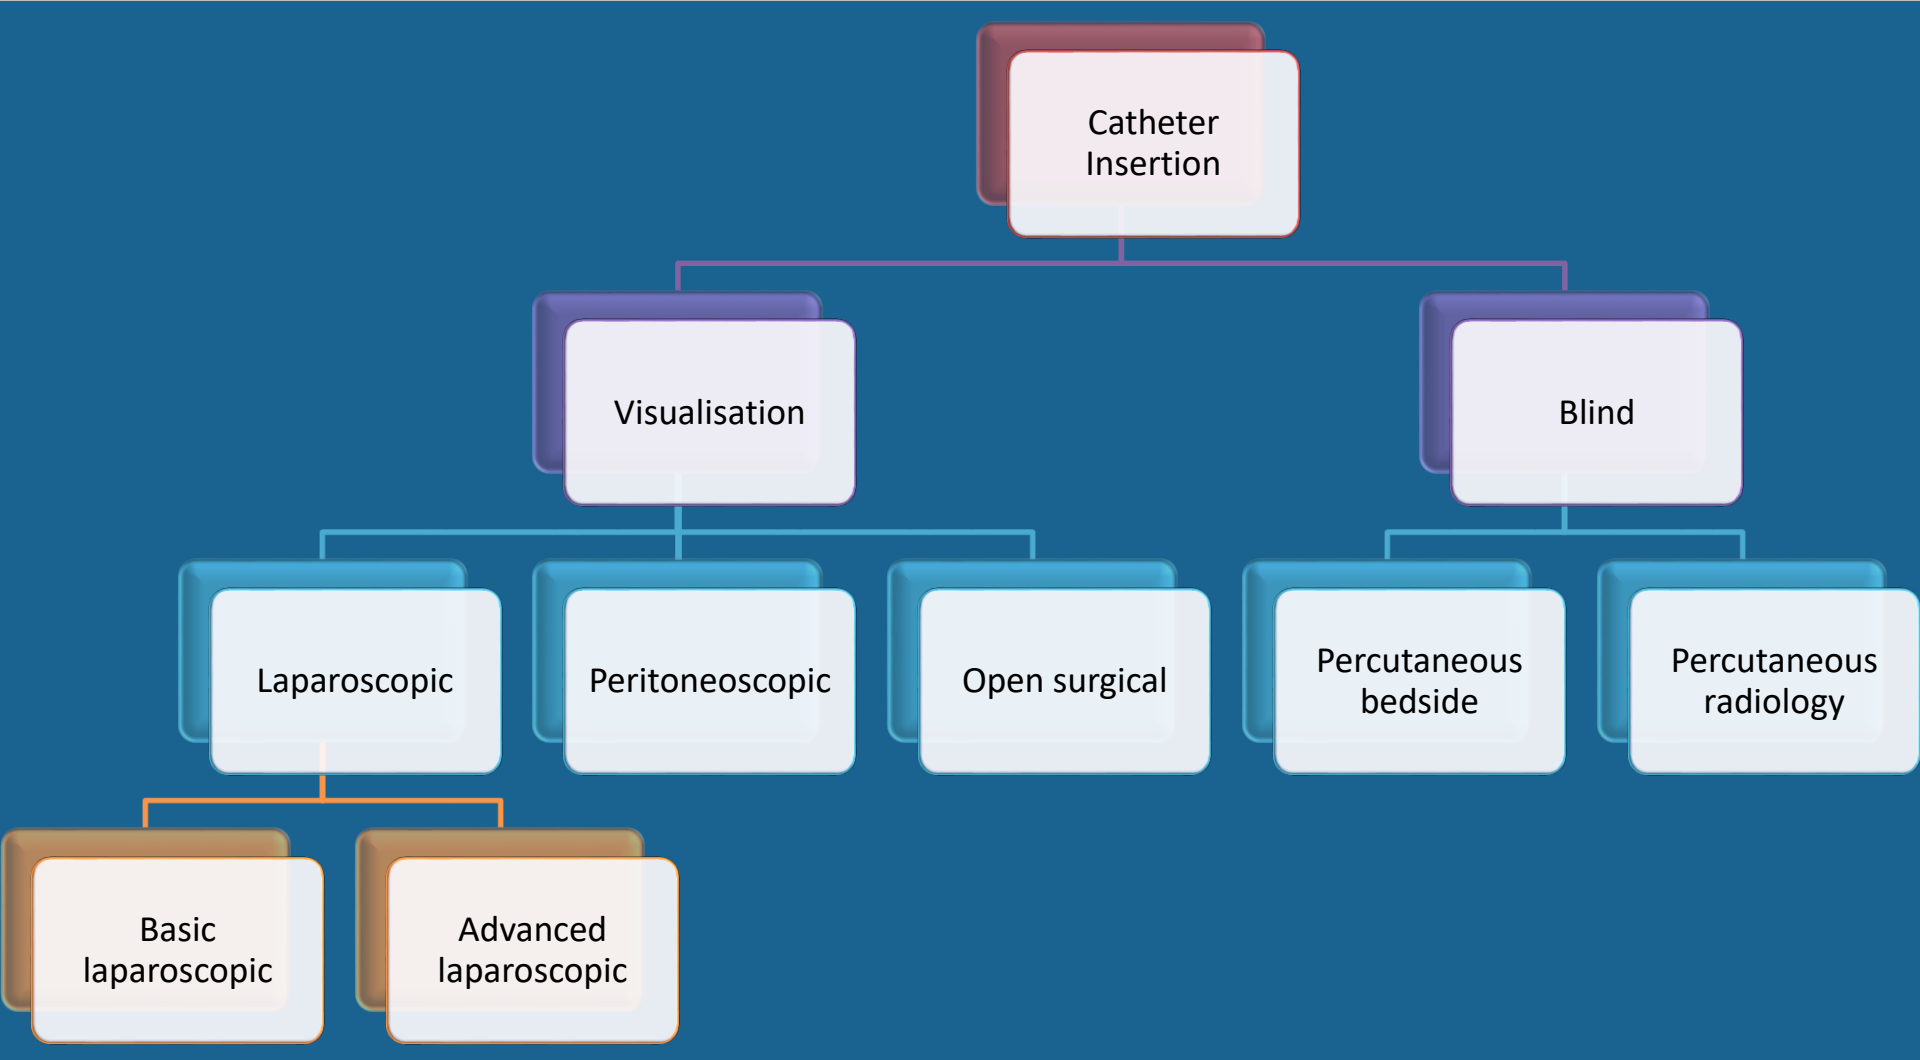 Catheter
Insertion
Visualisation
Blind
Laparoscopic
Peritoneoscopic
Open surgical
Percutaneous
bedside
Percutaneous
radiology
Basic
laparoscopic
Advanced
laparoscopic